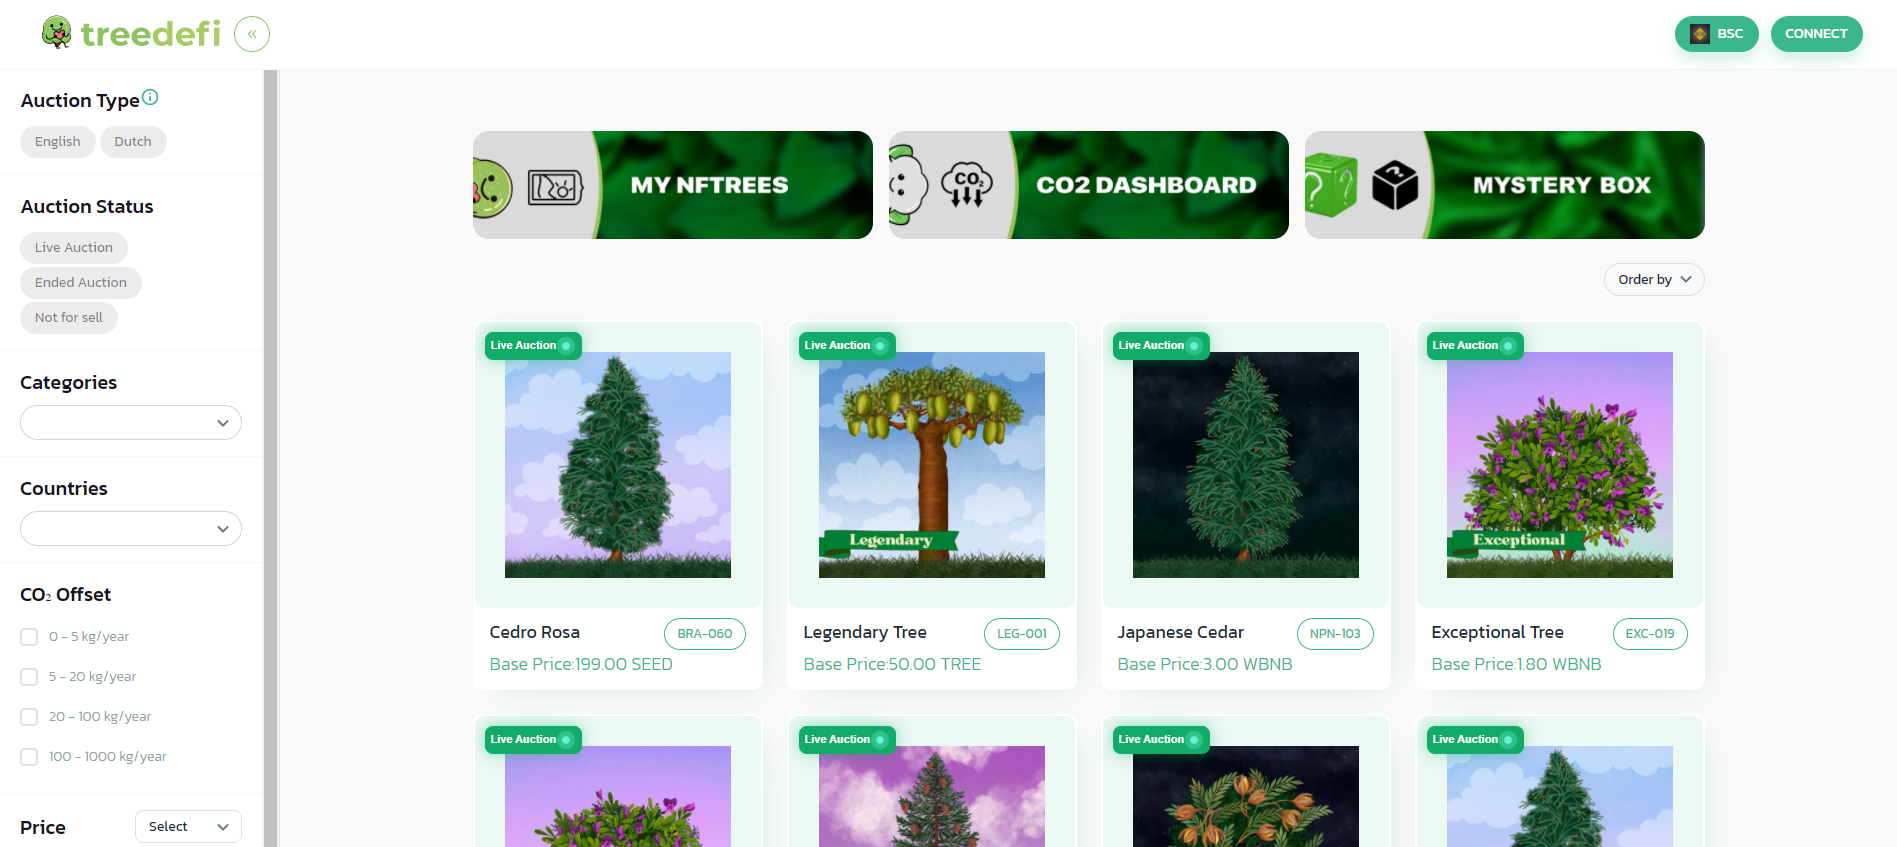 treedefi
«
BSC
CONNECT
Auction Type
English
Dutch
Auction Status
Live Auction
Ended Auction
Not for sell
Categories
Countries
CO₂ Offset
0 - 5 kg/year
5 - 20 kg/year
20 - 100 kg/year
100 - 1000 kg/year
Price
Select
MY NFTREES
CO₂
CO2 DASHBOARD
MYSTERY BOX
Order by
Live Auction
Cedro Rosa
BRA-060
Base Price:199.00 SEED
Live Auction
Legendary
Legendary Tree
LEG-001
Base Price:50.00 TREE
Live Auction
Japanese Cedar
NPN-103
Base Price:3.00 WBNB
Live Auction
Exceptional
Exceptional Tree
EXC-019
Base Price:1.80 WBNB
Live Auction
Live Auction
Live Auction
Live Auction